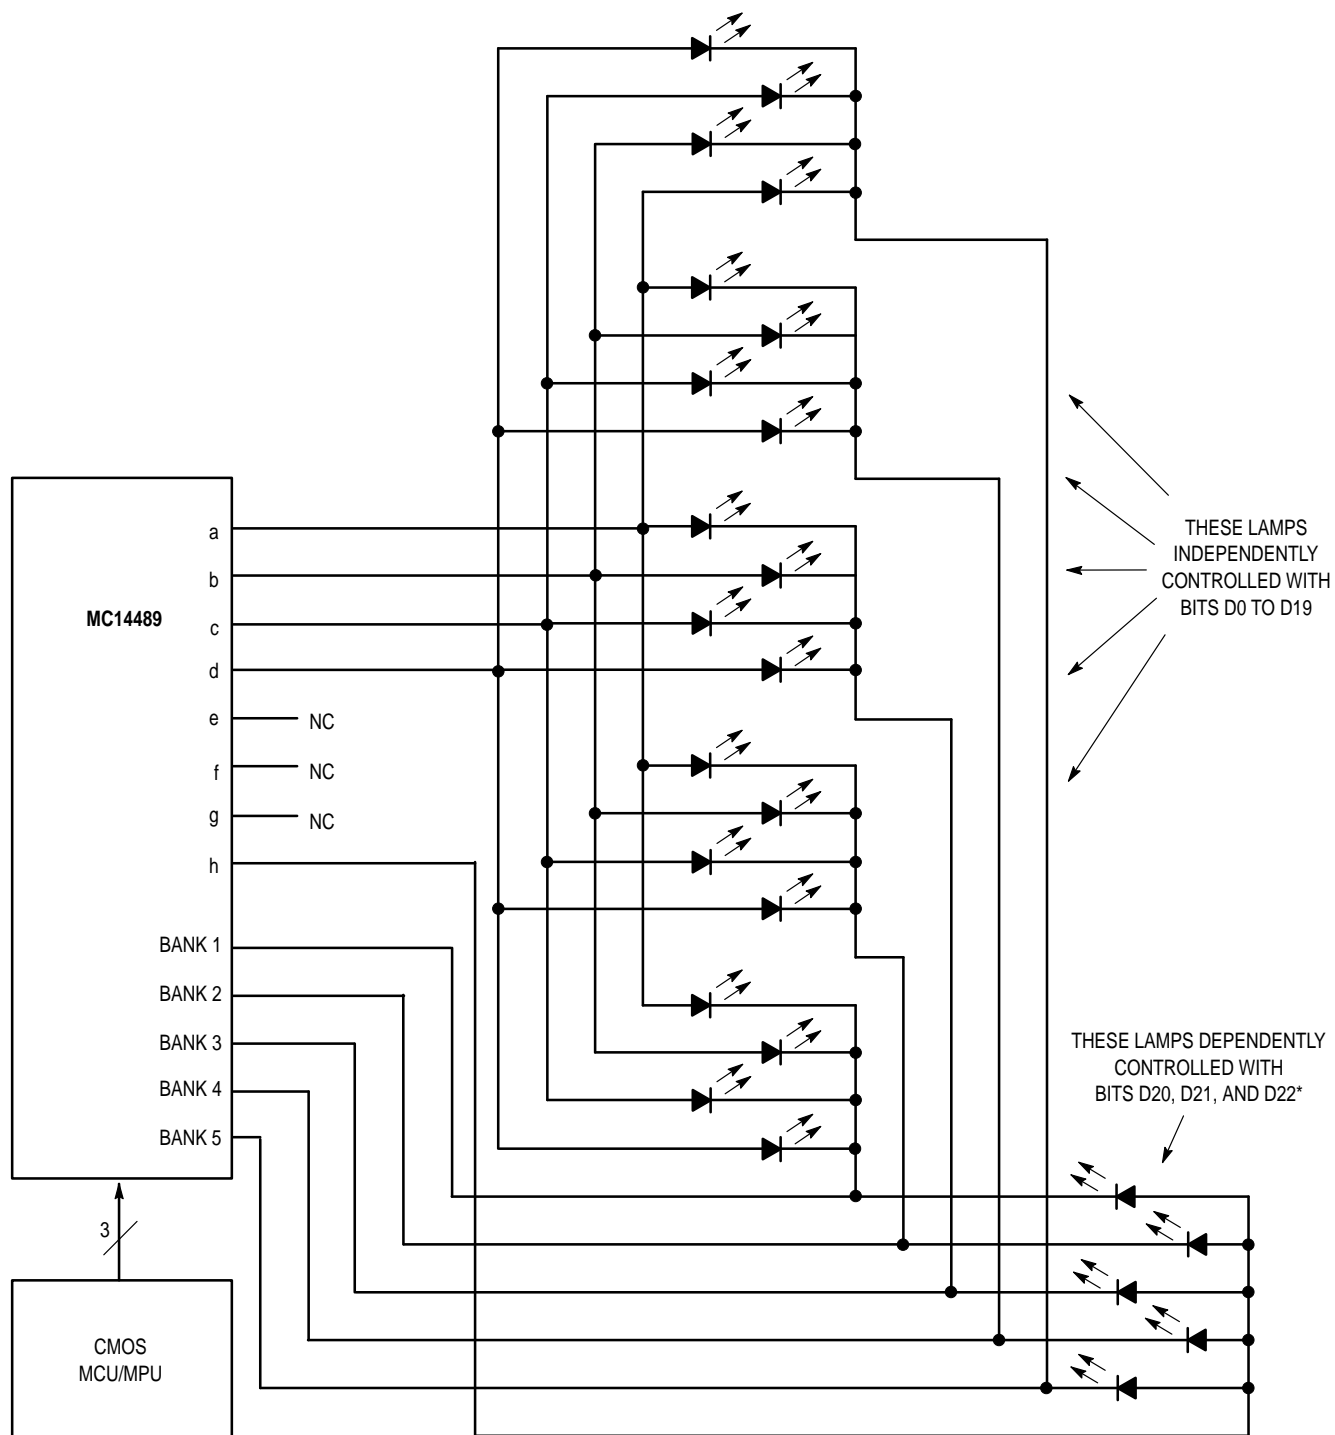 THESE LAMPS
INDEPENDENTLY
CONTROLLED WITH
BITS D0 TO D19
MC14489
a
b
c
d
e
NC
f
NC
g
NC
h
BANK 1
BANK 2
BANK 3
BANK 4
BANK 5
THESE LAMPS DEPENDENTLY
CONTROLLED WITH
BITS D20, D21, AND D22*
3
CMOS
MCU/MPU